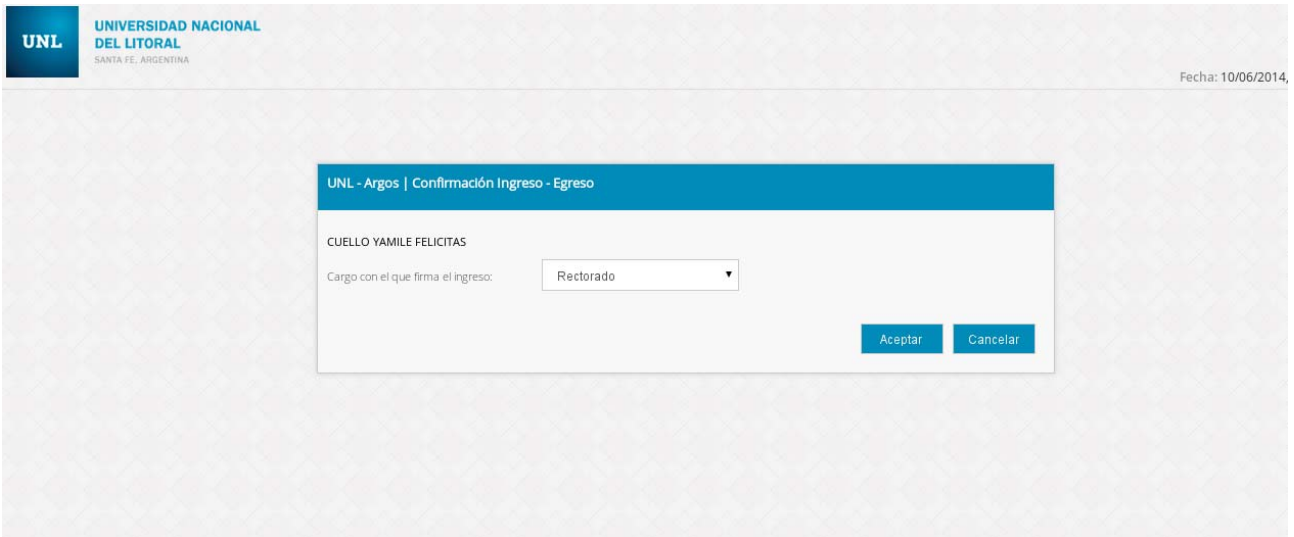 UNL
UNIVERSIDAD NACIONAL
DEL LITORAL
SANTA FE, ARGENTINA
Fecha: 10/06/2014,
UNL - Argos | Confirmación Ingreso - Egreso
CUELLO YAMILE FELICITAS
Cargo con el que firma el ingreso: Rectorado
Aceptar Cancelar